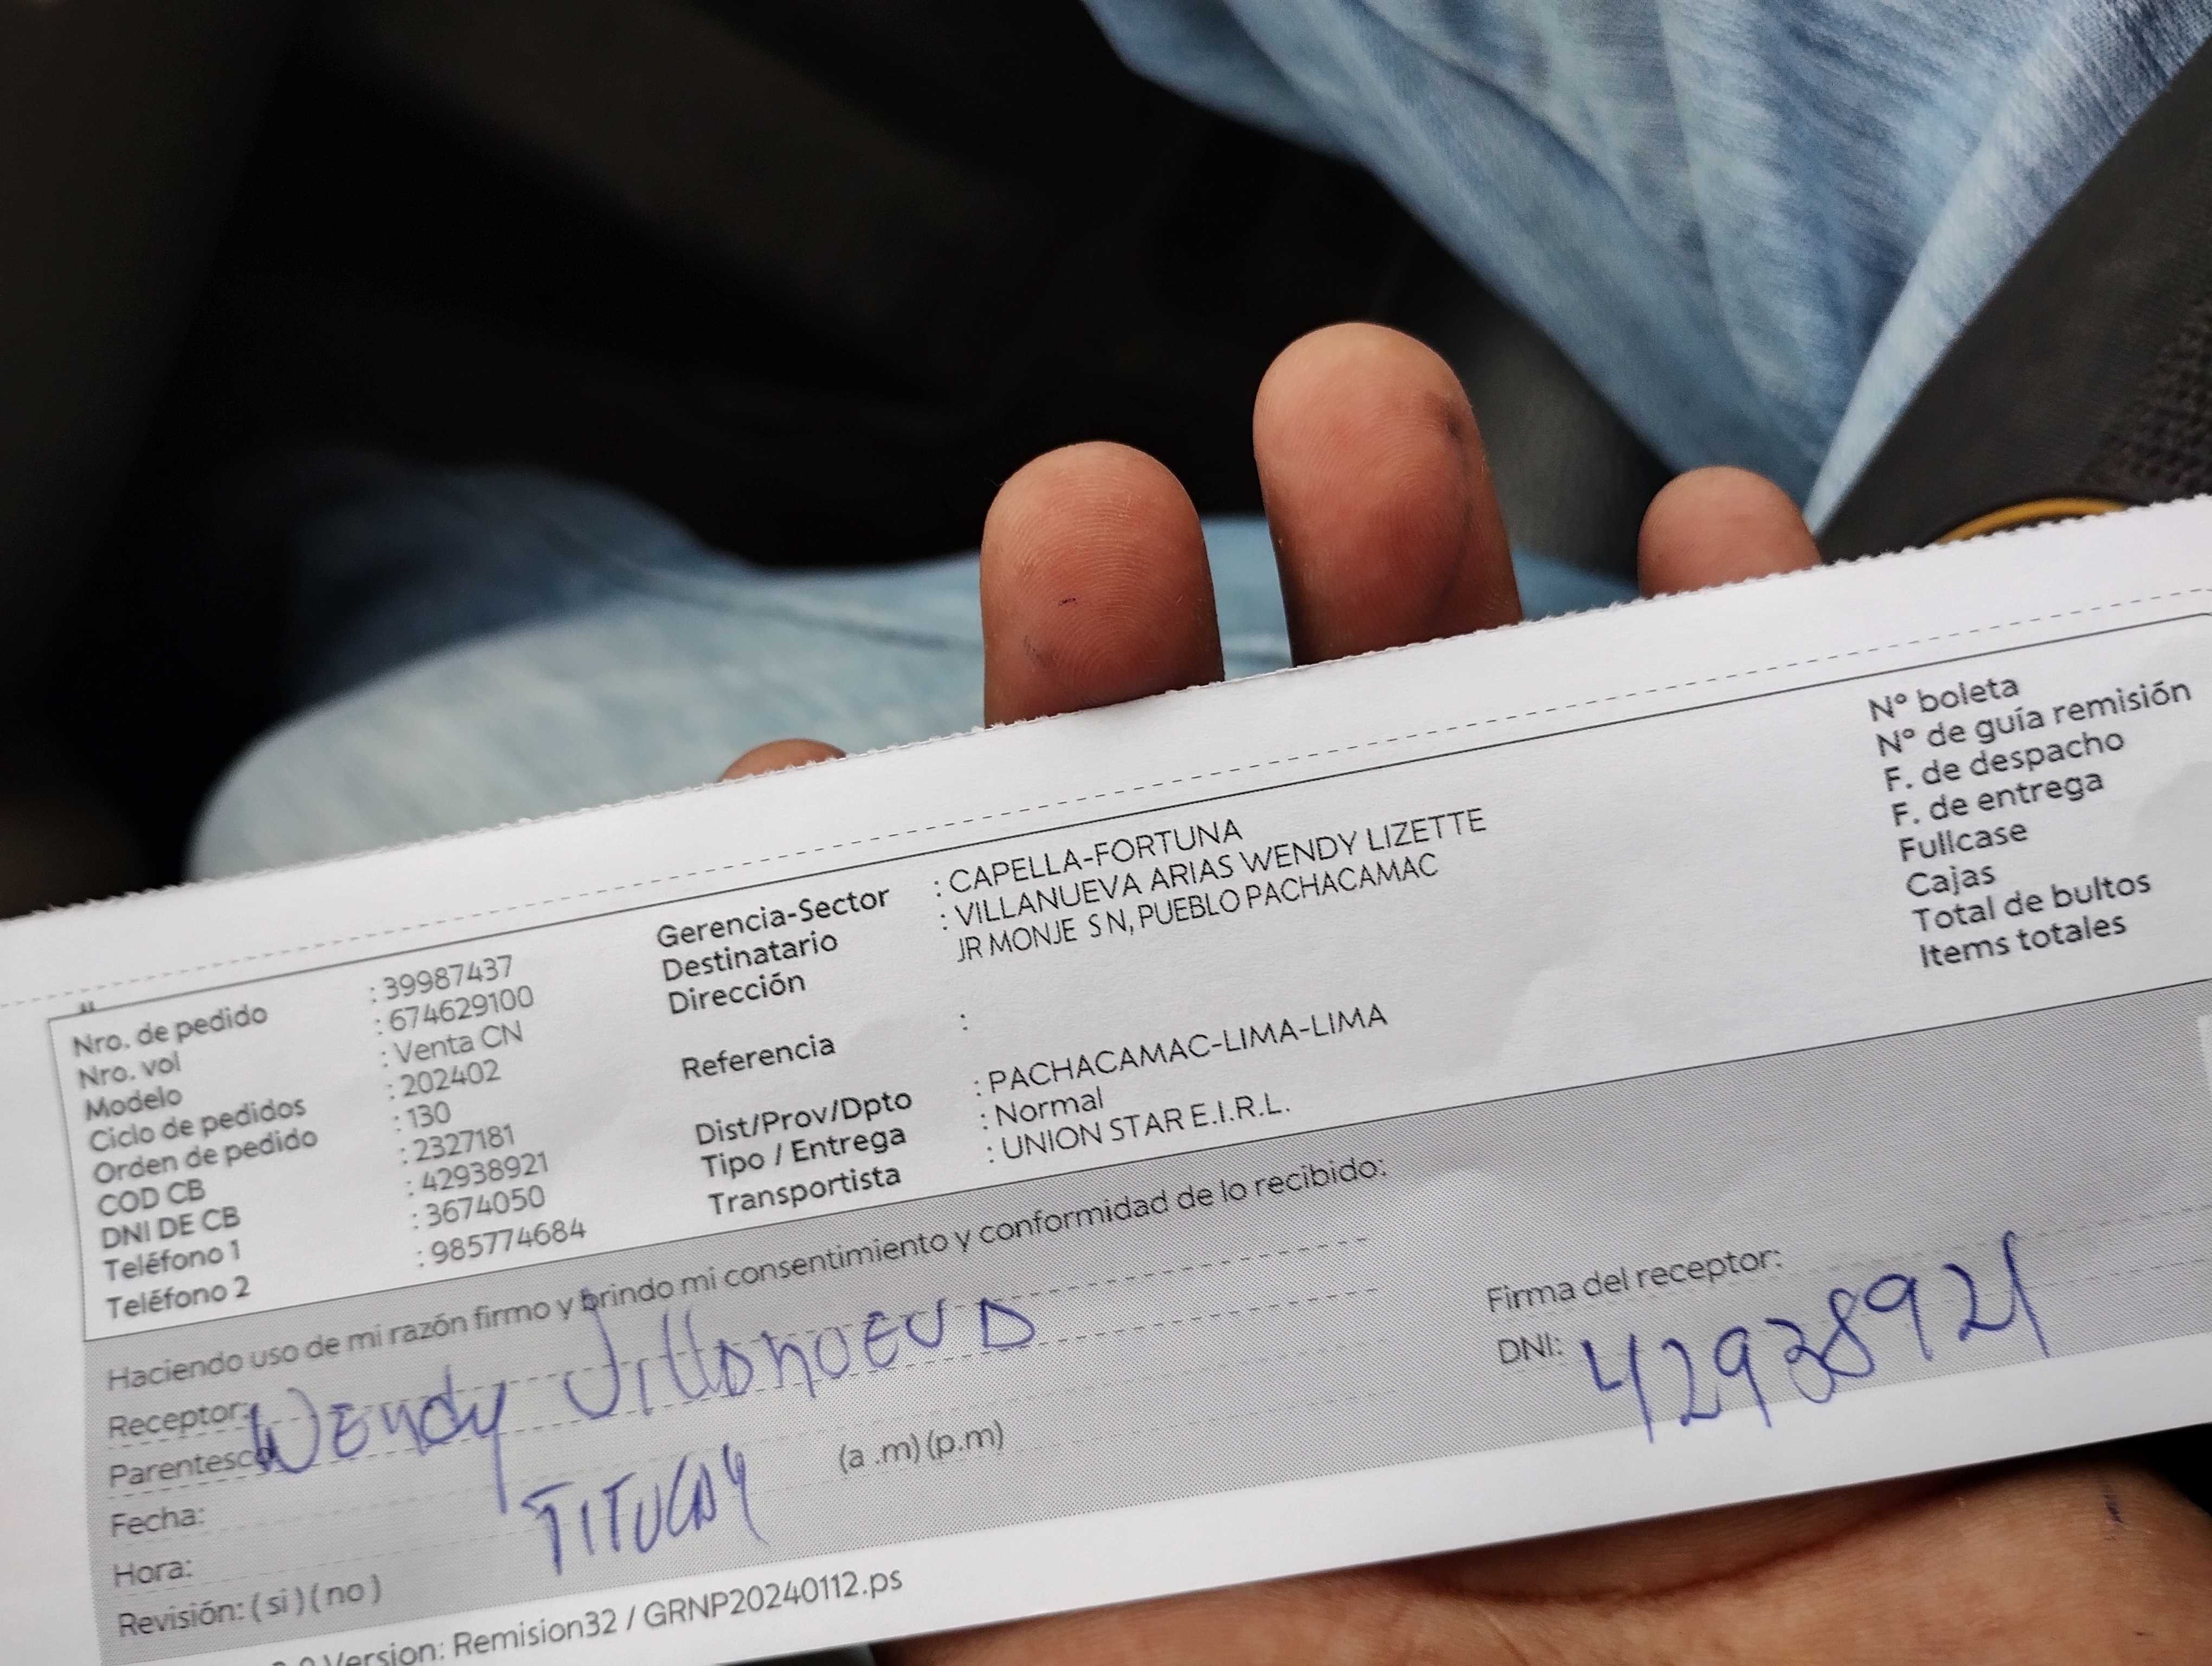 Nro. de pedido : 39987437
Nro. vol : 674629100
Modelo : Venta CN
Ciclo de pedidos : 202402
Orden de pedido : 130
COD CB : 2327181
DNI DE CB : 42938921
Teléfono 1 : 3674050
Teléfono 2 : 985774684
Gerencia-Sector : CAPELLA-FORTUNA
Destinatario : VILLANUEVA ARIAS WENDY LIZETTE
Dirección JR MONJE S N, PUEBLO PACHACAMAC
Referencia :
Dist/Prov/Dpto : PACHACAMAC-LIMA-LIMA
Tipo / Entrega : Normal
Transportista : UNION STAR E.I.R.L.
N° boleta
N° de guía remisión
F. de despacho
F. de entrega
Fullcase
Cajas
Total de bultos
Items totales
Haciendo uso de mi razón firmo y brindo mi consentimiento y conformidad de lo recibido:
Receptor: Wendy Villanueva
Parentesco
Fecha: TITULAR
Hora: (a .m) (p.m)
Revisión: ( si ) ( no )
Firma del receptor:
DNI: 42938921
Version: Remision32 / GRNP20240112.ps